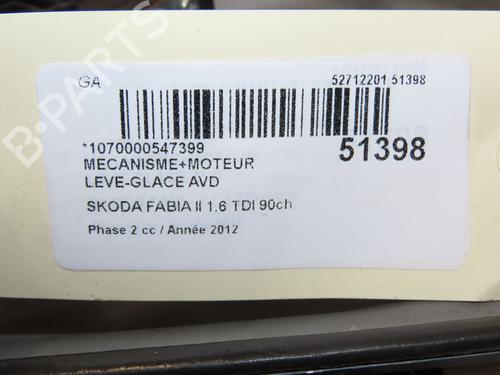 GA
52712201 51398
*1070000547399
51398
MECANISME+MOTEUR
LEVE-GLACE AVD
SKODA FABIA II 1.6 TDI 90ch
Phase 2 cc / Année 2012
B-PARTS